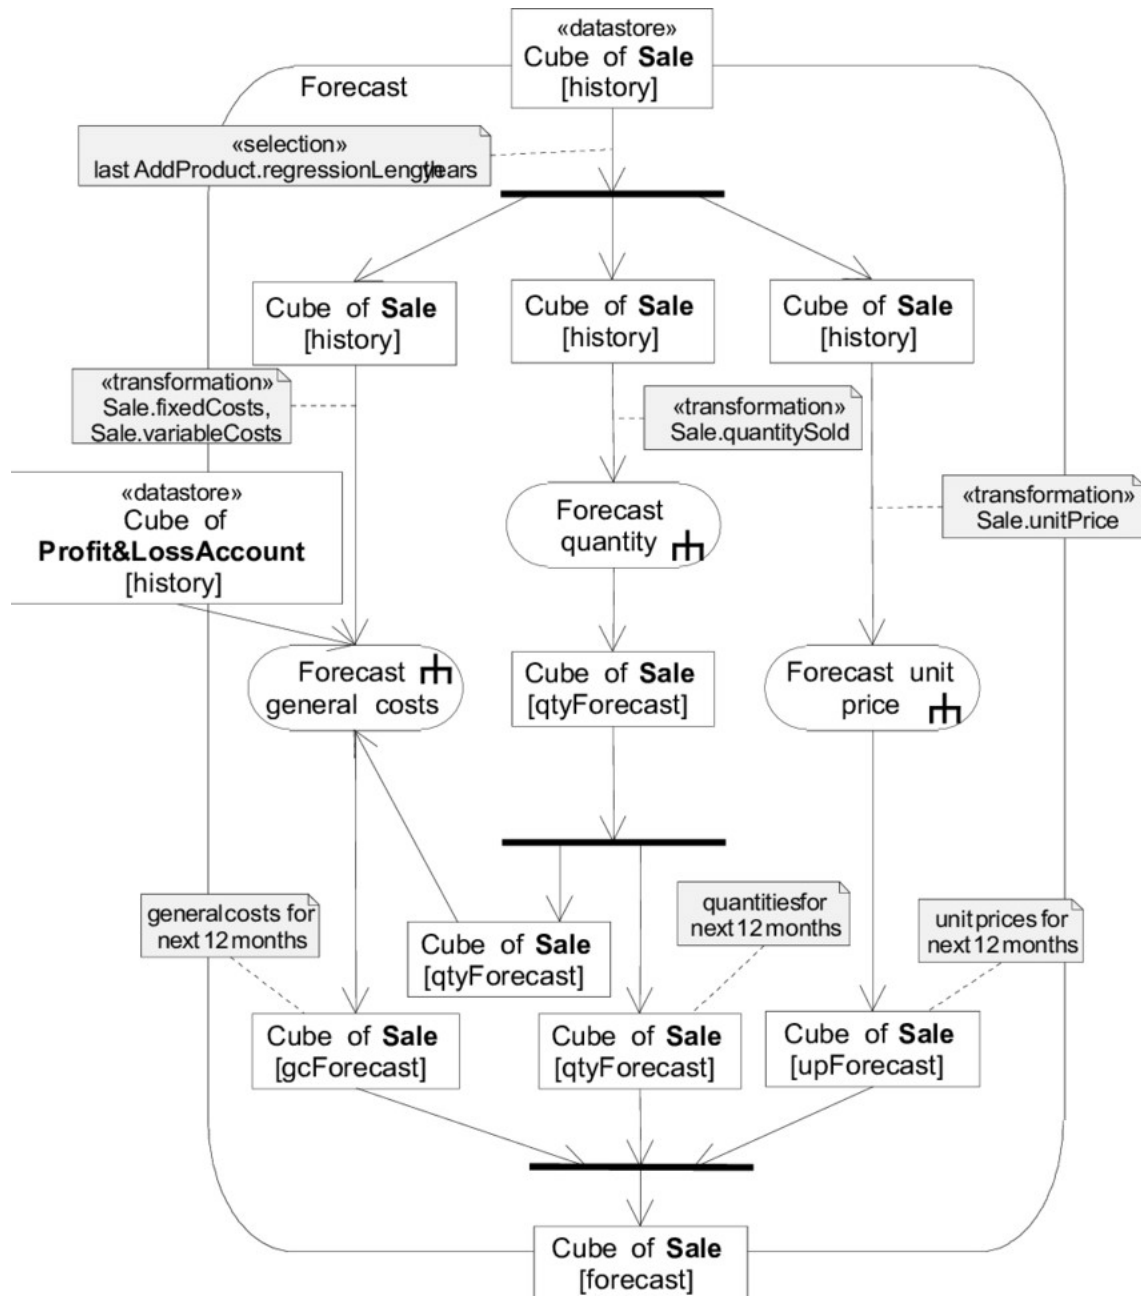 «datastore»
Cube of Sale
[history]
Forecast
«selection»
last AddProduct.regressionLength years
Cube of Sale
[history]
Cube of Sale
[history]
Cube of Sale
[history]
«transformation»
Sale.fixedCosts,
Sale.variableCosts
«transformation»
Sale.quantitySold
«datastore»
Cube of
Profit&LossAccount
[history]
«transformation»
Sale.unitPrice
Forecast
quantity
Forecast
general costs
Cube of Sale
[qtyForecast]
Forecast unit
price
general costs for
next 12 months
quantities for
next 12 months
unit prices for
next 12 months
Cube of Sale
[qtyForecast]
Cube of Sale
[gcForecast]
Cube of Sale
[qtyForecast]
Cube of Sale
[upForecast]
Cube of Sale
[forecast]